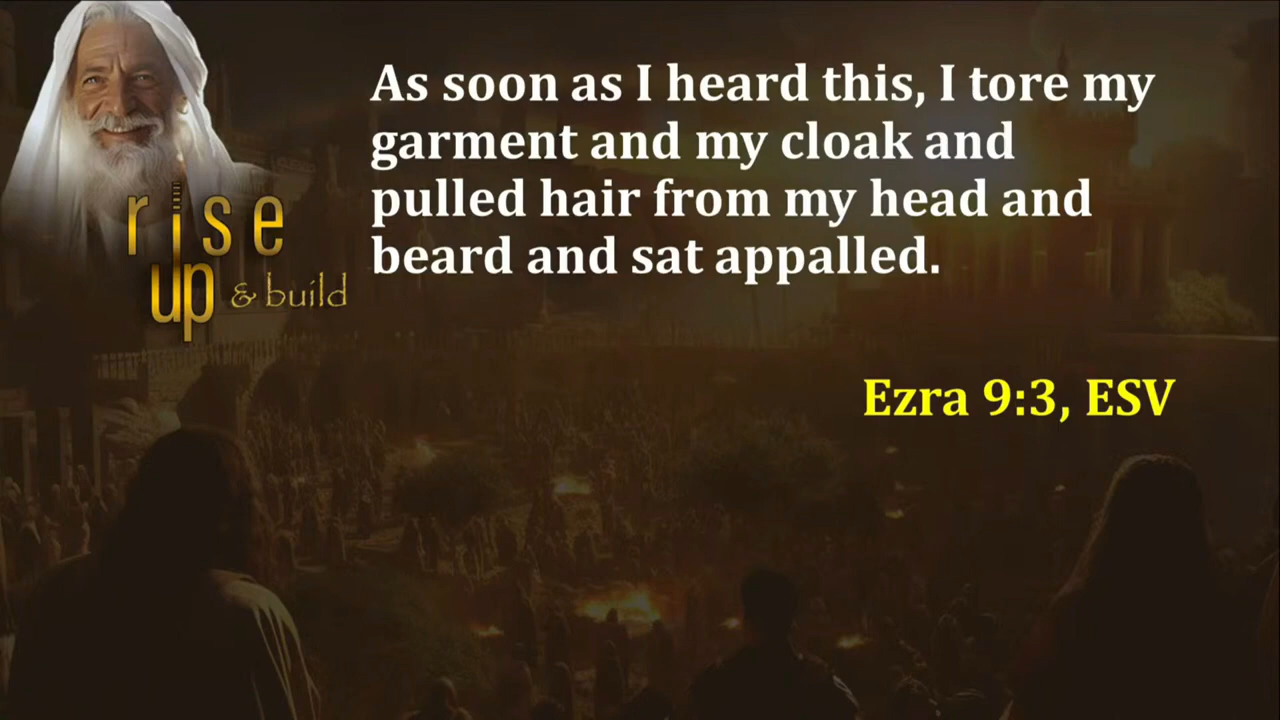 As soon as I heard this, I tore my
garment and my cloak and
pulled hair from my head and
beard and sat appalled.
rise
up & build
Ezra 9:3, ESV